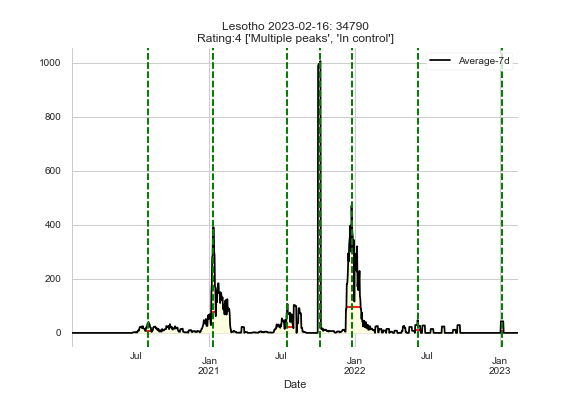 Lesotho 2023-02-16: 34790
Rating:4 ['Multiple peaks', 'In control']
Average-7d
1000
800
600
400
200
0
Jul
Jan
2021
Jul
Jan
2022
Jul
Jan
2023
Date